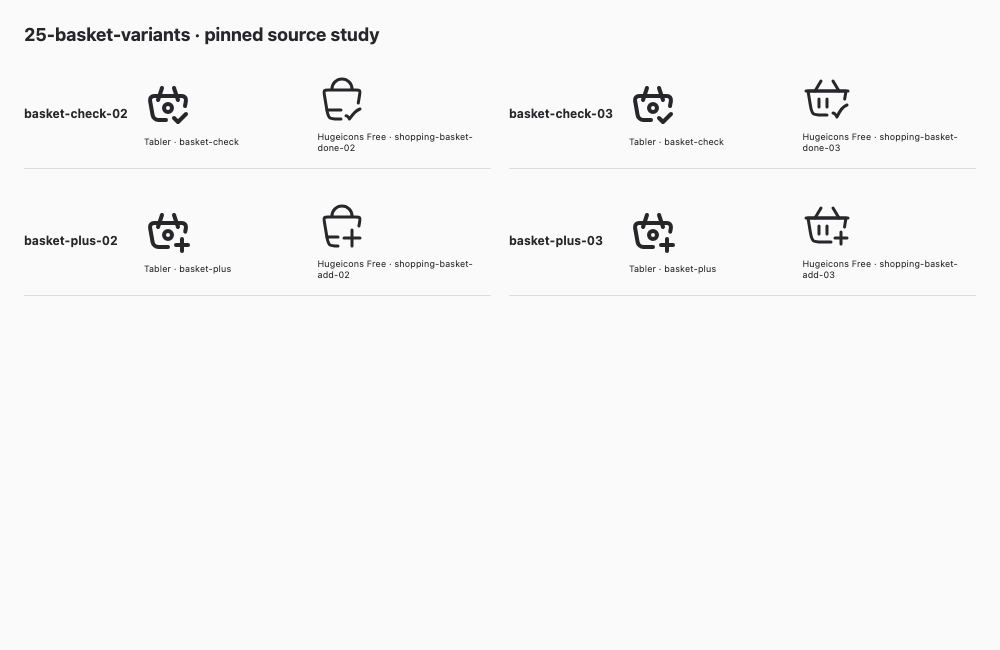 25-basket-variants · pinned source study
basket-check-02
Tabler · basket-check
Hugeicons Free · shopping-basket-
done-02
basket-check-03
Tabler · basket-check
Hugeicons Free · shopping-basket-
done-03
basket-plus-02
Tabler · basket-plus
Hugeicons Free · shopping-basket-
add-02
basket-plus-03
Tabler · basket-plus
Hugeicons Free · shopping-basket-
add-03